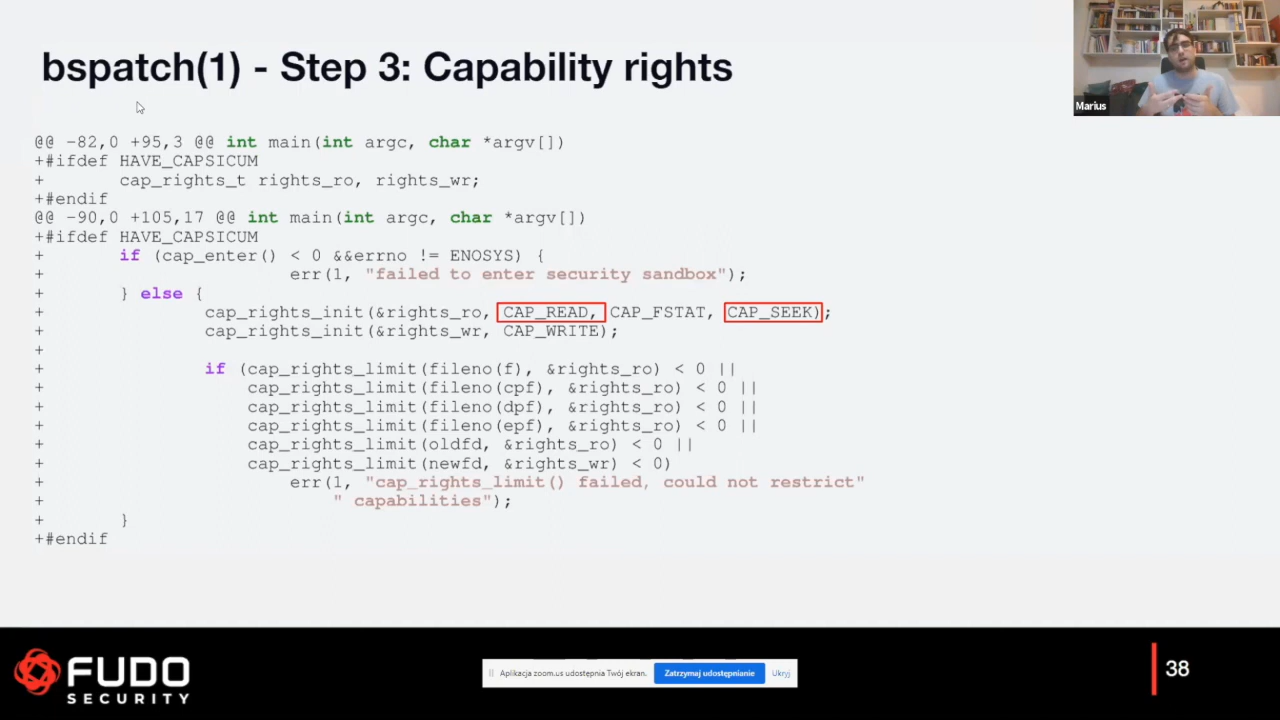 bspatch(1) - Step 3: Capability rights
Marius
@@ -82,0 +95,3 @@ int main(int argc, char *argv[])
+#ifdef HAVE_CAPSICUM
+       cap_rights_t rights_ro, rights_wr;
+#endif
@@ -90,0 +105,17 @@ int main(int argc, char *argv[])
+#ifdef HAVE_CAPSICUM
+       if (cap_enter() < 0 &&errno != ENOSYS) {
+                       err(1, "failed to enter security sandbox");
+       } else {
+               cap_rights_init(&rights_ro, CAP_READ, CAP_FSTAT, CAP_SEEK);
+               cap_rights_init(&rights_wr, CAP_WRITE);
+
+               if (cap_rights_limit(fileno(f), &rights_ro) < 0 ||
+                   cap_rights_limit(fileno(cpf), &rights_ro) < 0 ||
+                   cap_rights_limit(fileno(dpf), &rights_ro) < 0 ||
+                   cap_rights_limit(fileno(epf), &rights_ro) < 0 ||
+                   cap_rights_limit(oldfd, &rights_ro) < 0 ||
+                   cap_rights_limit(newfd, &rights_wr) < 0)
+                       err(1, "cap_rights_limit() failed, could not restrict"
+                           " capabilities");
+       }
+#endif
FUDO
SECURITY
Aplikacja zoom.us udostępnia Twój ekran. Zatrzymaj udostępnianie Ukryj
38